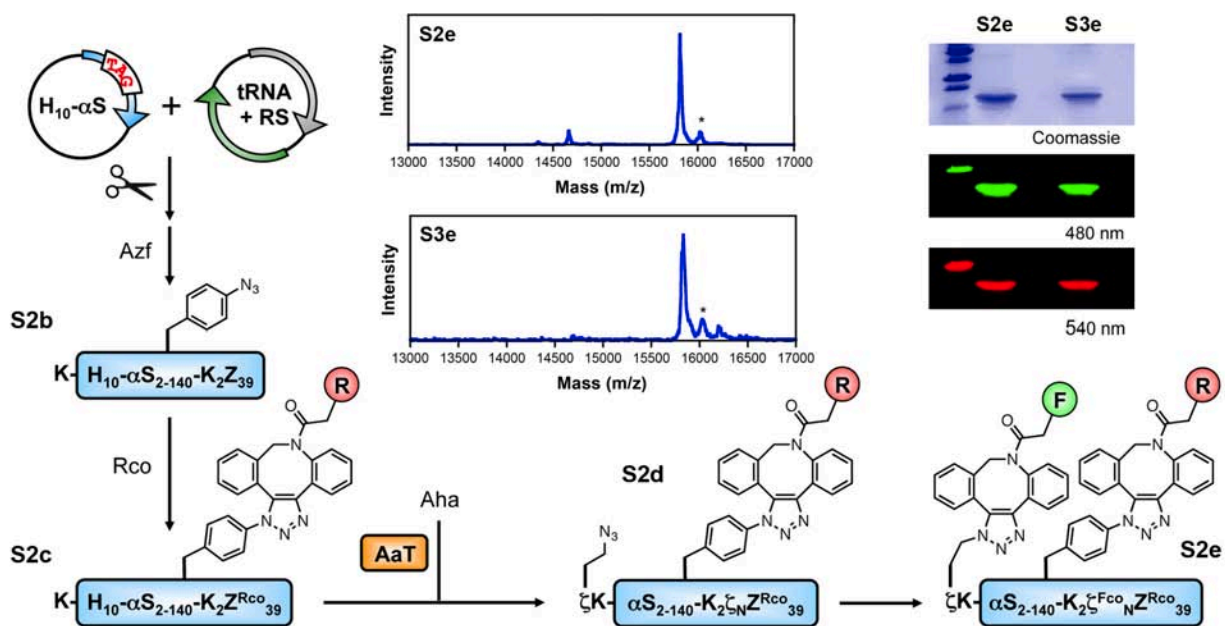 H10-αS
TAG
+
tRNA
+ RS
Azf
N3
S2b
K-
H10-αS2-140-K2Z39
Rco
S2c
K-
H10-αS2-140-K2ZRco39
R
O
N
N
N
N
AaT
Aha
S2e
Intensity
*
13000 13500 14000 14500 15000 15500 16000 16500 17000
Mass (m/z)
S3e
Intensity
*
13000 13500 14000 14500 15000 15500 16000 16500 17000
Mass (m/z)
S2e S3e
Coomassie
480 nm
540 nm
S2d
R
O
N
N
N
N
N3
ζK-
αS2-140-K2ζNZRco39
F
R
O
O
N
N
N
N
N
N
N
N
S2e
ζK-
αS2-140-K2ζFcoNZRco39